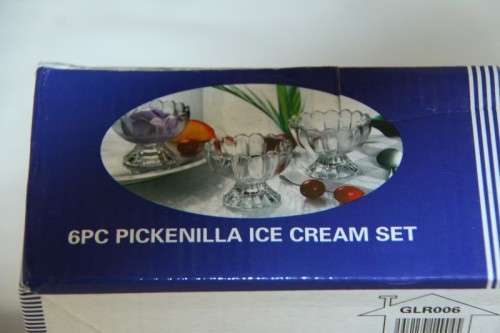 6PC PICKENILLA ICE CREAM SET
GLR006